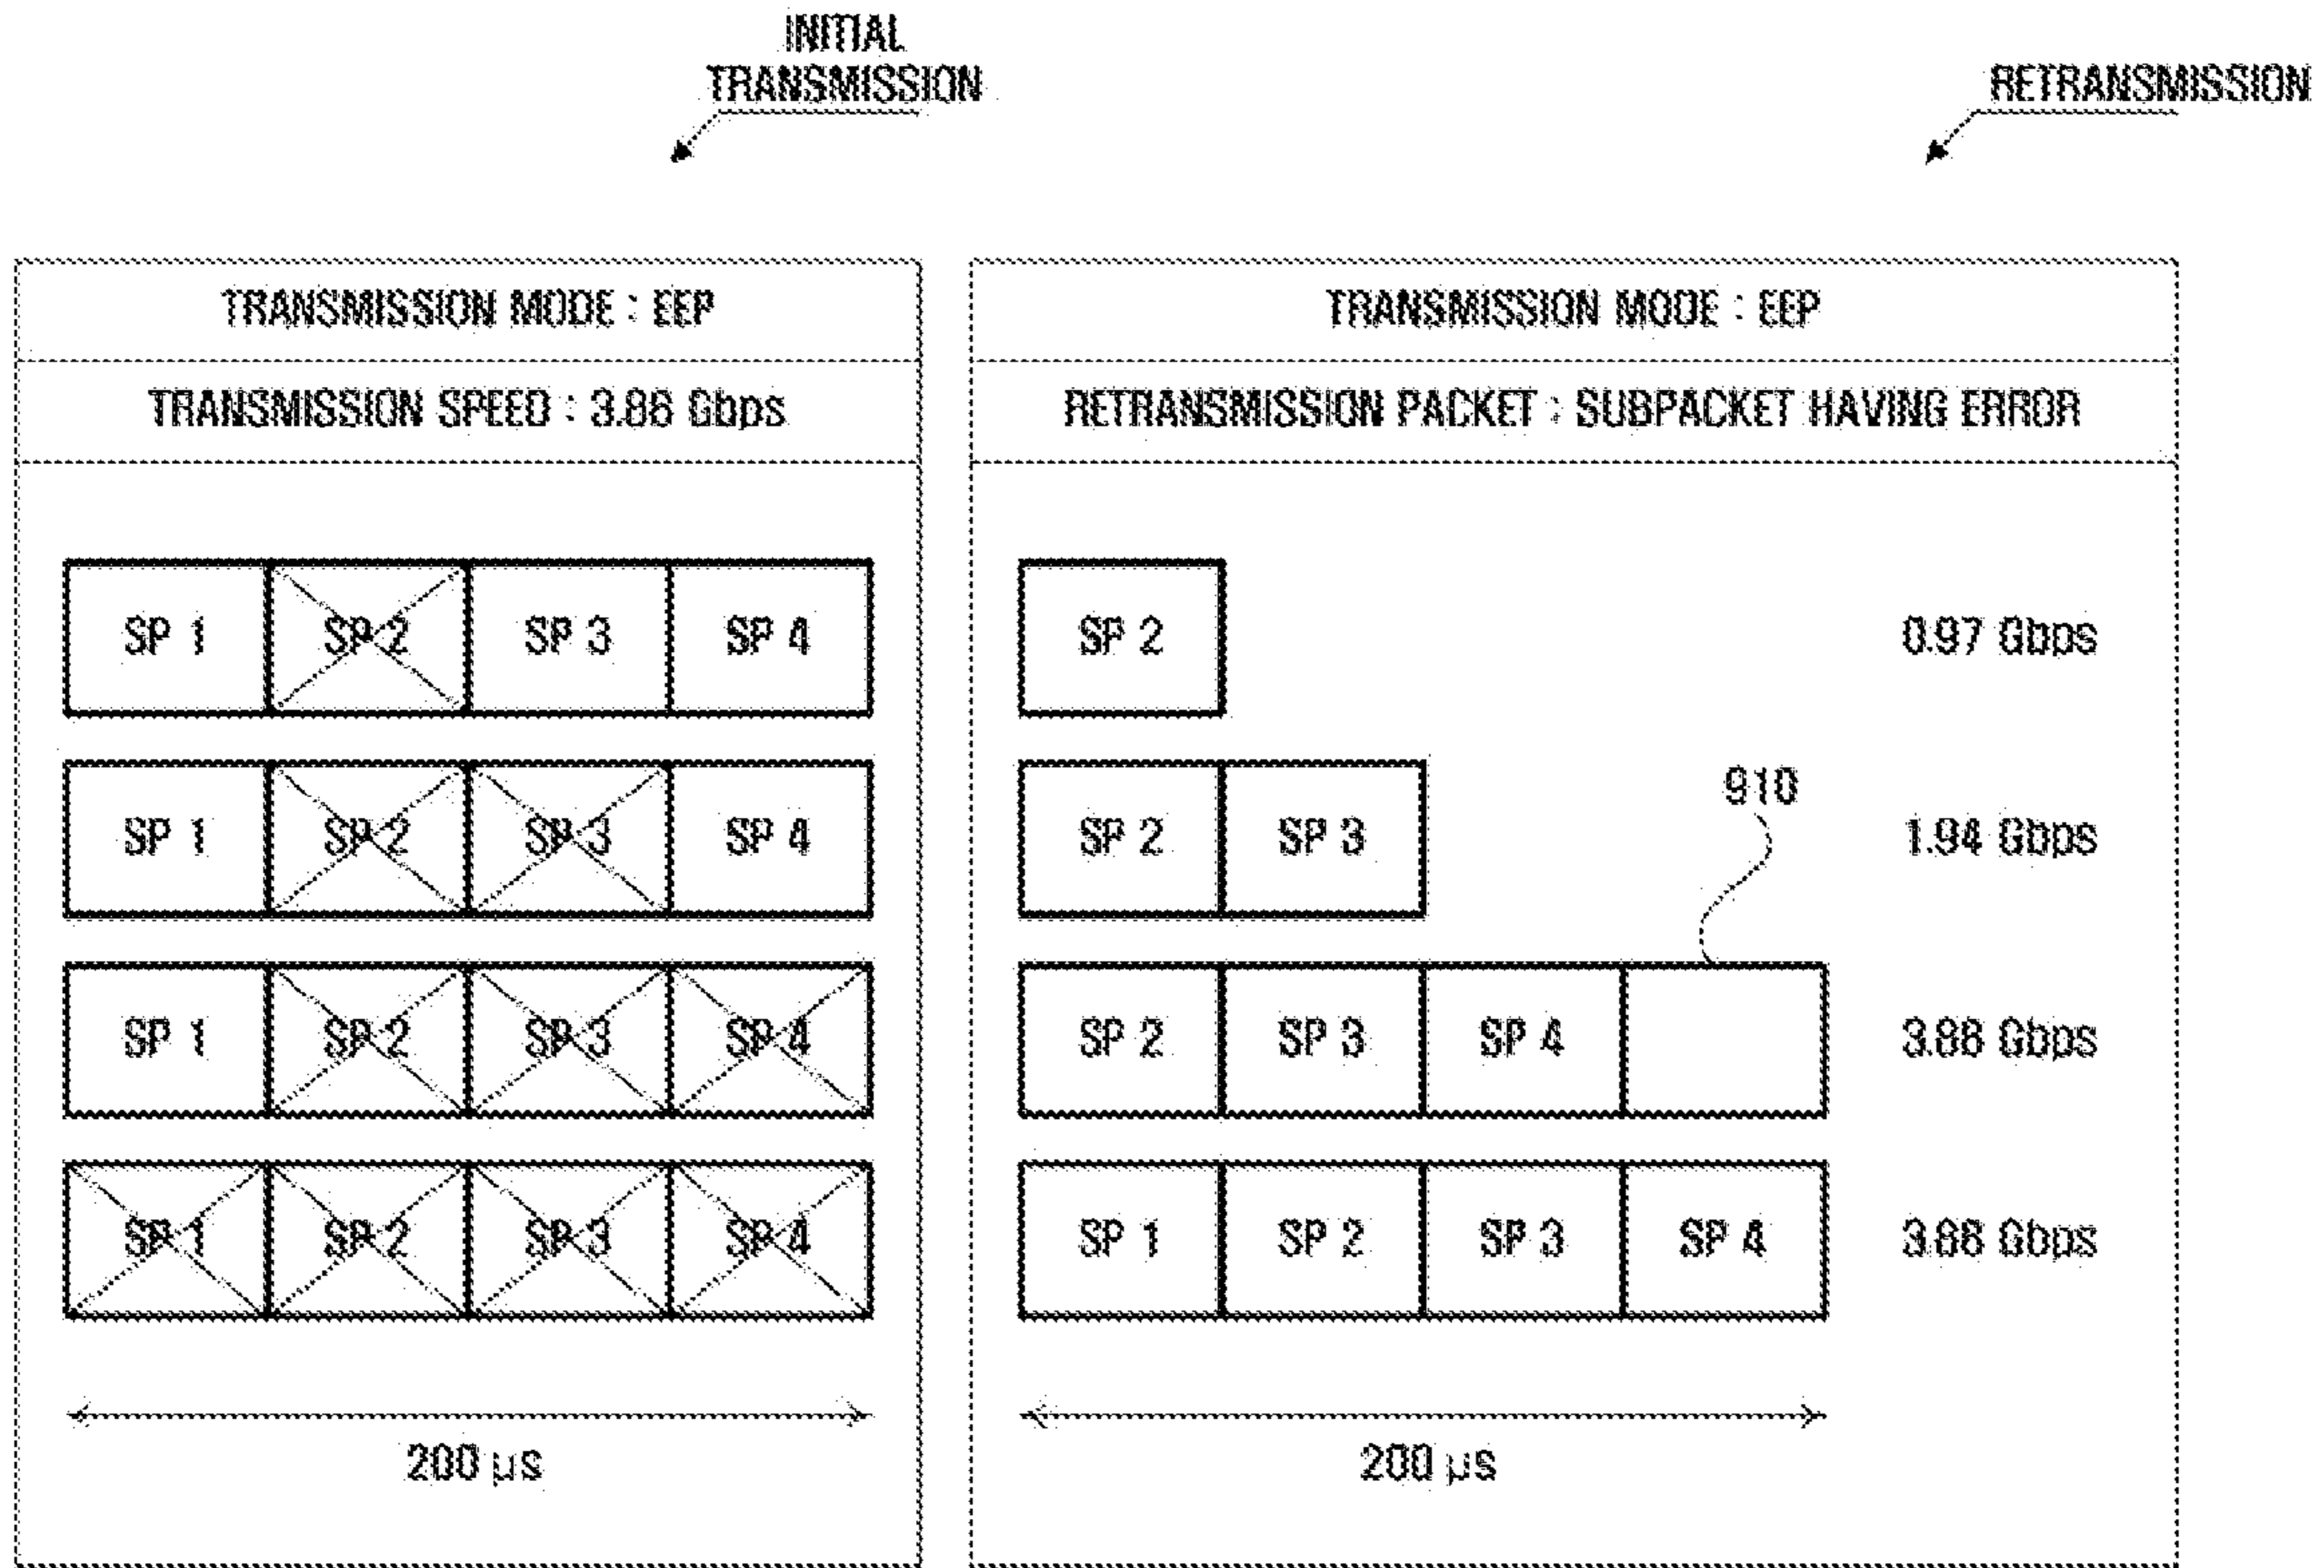 INITIAL
TRANSMISSION
RETRANSMISSION
TRANSMISSION MODE : EEP
TRANSMISSION SPEED : 3.88 Gbps
SP 1 SP 2 SP 3 SP 4
SP 1 SP 2 SP 3 SP 4
SP 1 SP 2 SP 3 SP 4
SP 1 SP 2 SP 3 SP 4
200 μs
TRANSMISSION MODE : EEP
RETRANSMISSION PACKET : SUBPACKET HAVING ERROR
SP 2 0.97 Gbps
910
SP 2 SP 3 1.94 Gbps
SP 2 SP 3 SP 4 3.88 Gbps
SP 1 SP 2 SP 3 SP 4 3.88 Gbps
200 μs